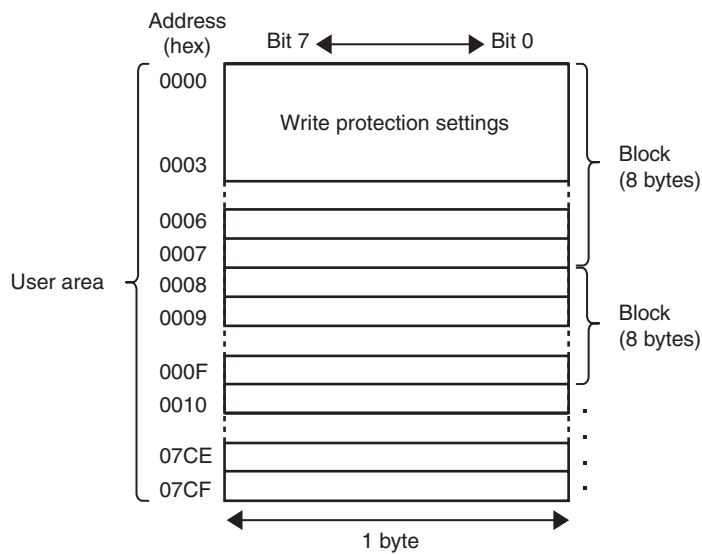 Address
(hex)
Bit 7
Bit 0
0000
Write protection settings
0003
Block
(8 bytes)
0006
0007
User area
0008
0009
Block
(8 bytes)
000F
0010
07CE
07CF
1 byte